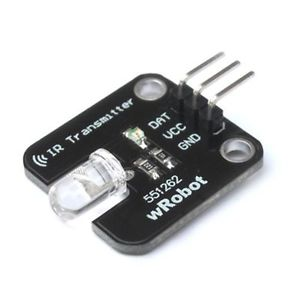 IR Transmitter
DAT
VCC
GND
551262
wRobot